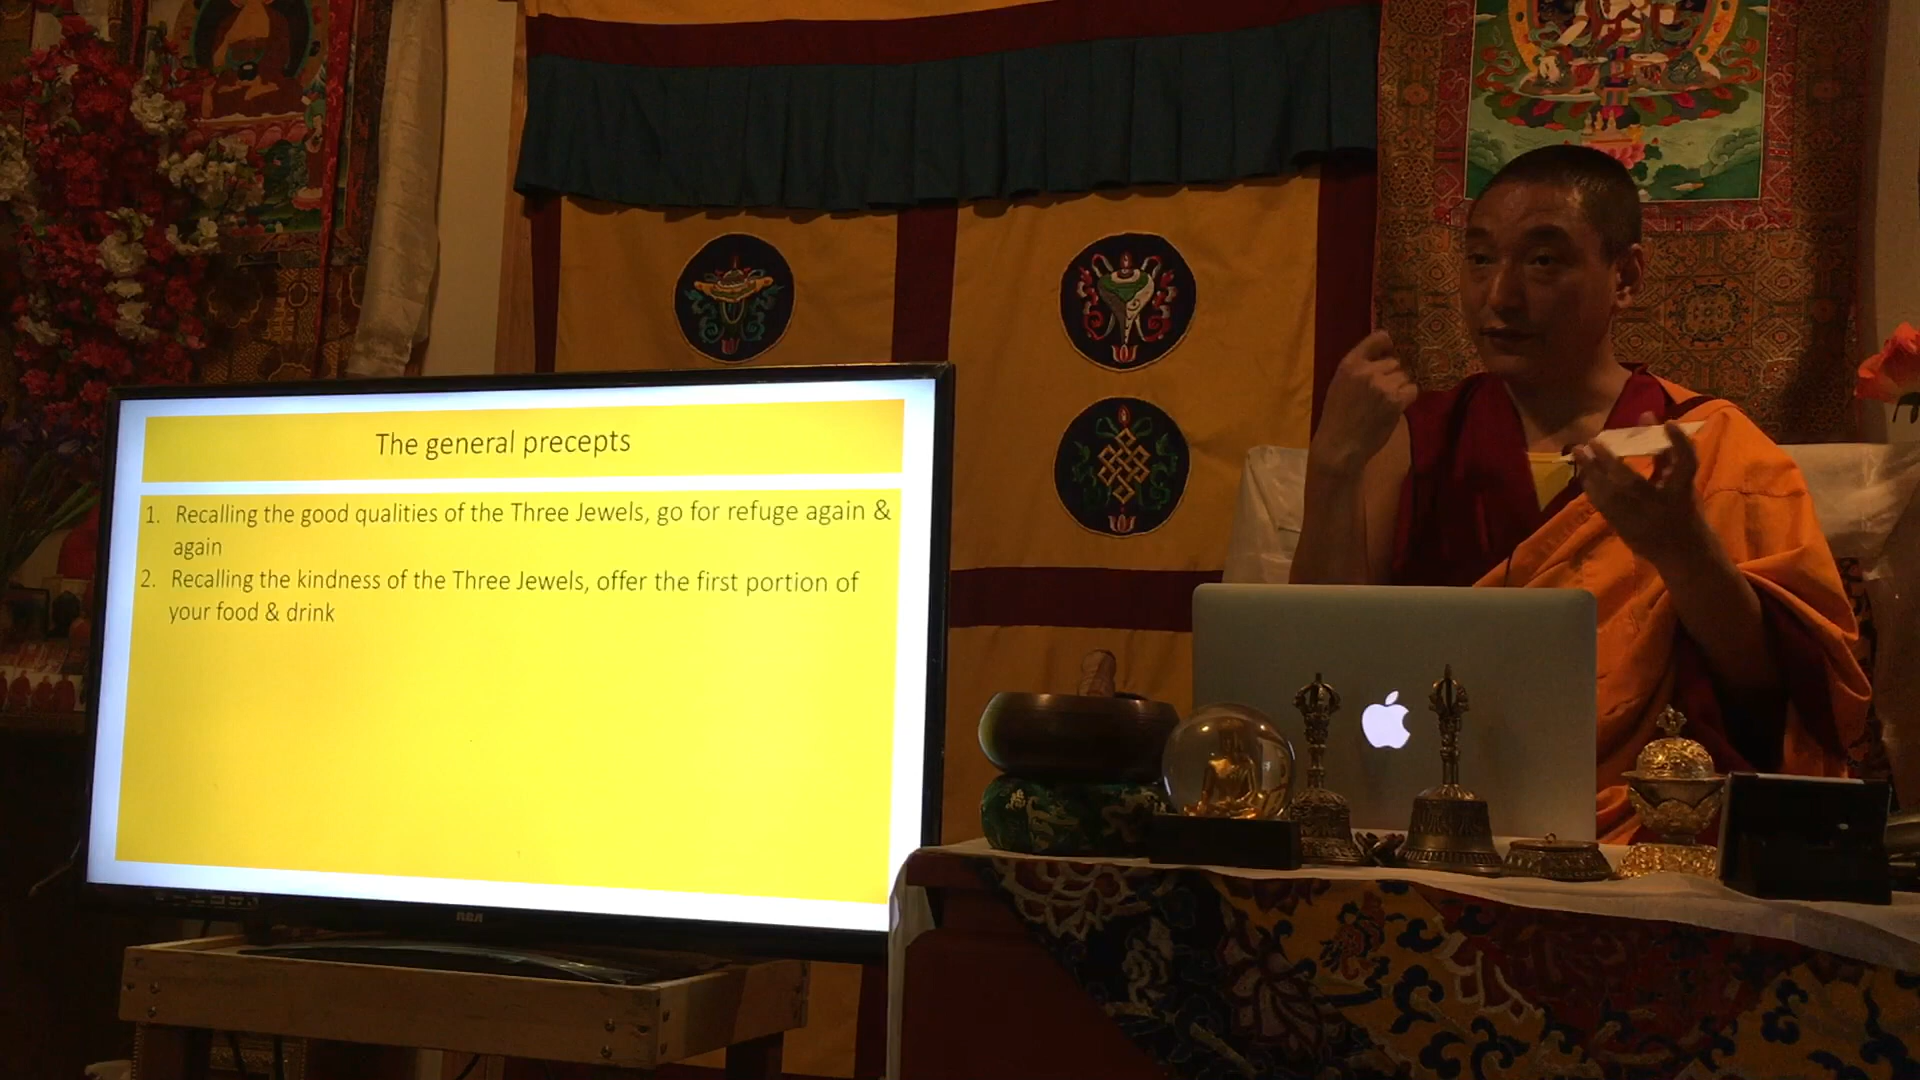 The general precepts
1. Recalling the good qualities of the Three Jewels, go for refuge again &
again
2. Recalling the kindness of the Three Jewels, offer the first portion of
your food & drink
RCA